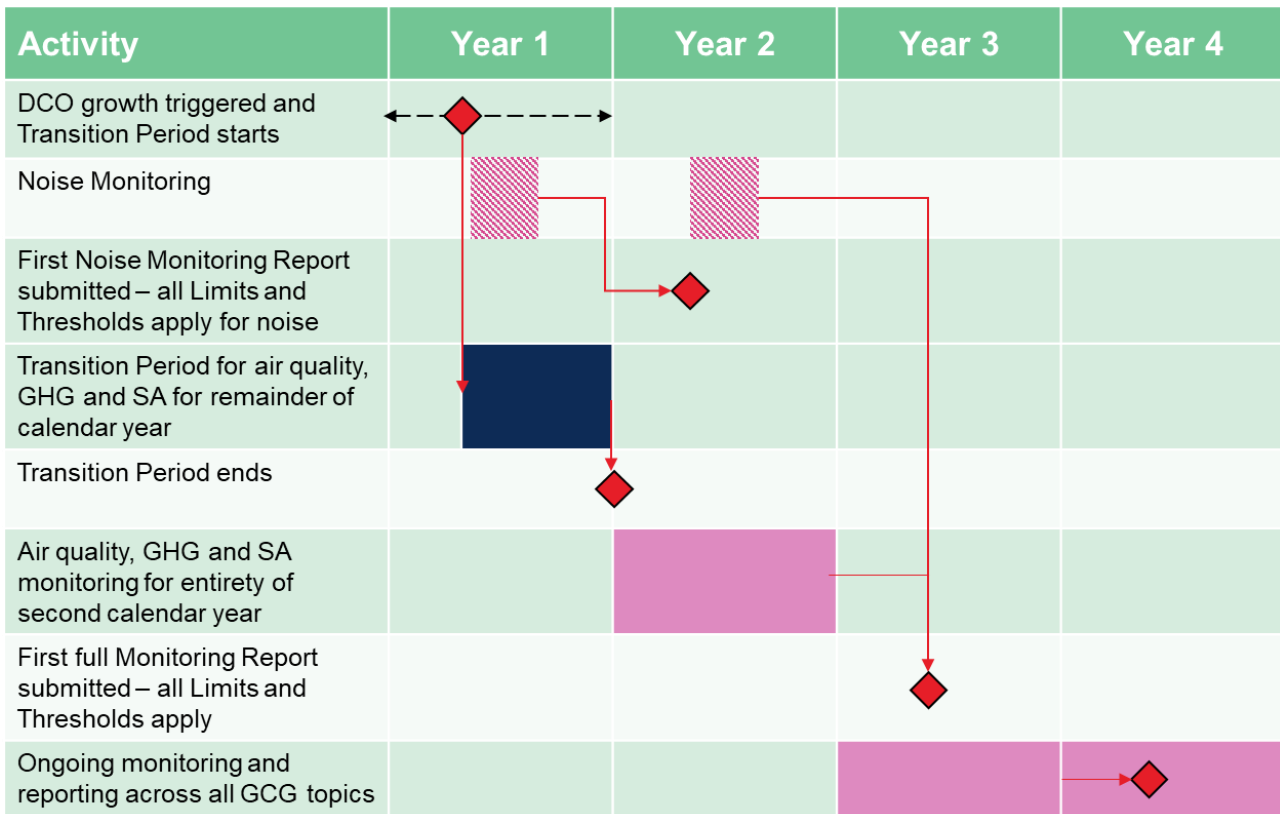 Activity
Year 1
Year 2
Year 3
Year 4
DCO growth triggered and
Transition Period starts
Noise Monitoring
First Noise Monitoring Report
submitted – all Limits and
Thresholds apply for noise
Transition Period for air quality,
GHG and SA for remainder of
calendar year
Transition Period ends
Air quality, GHG and SA
monitoring for entirety of
second calendar year
First full Monitoring Report
submitted – all Limits and
Thresholds apply
Ongoing monitoring and
reporting across all GCG topics